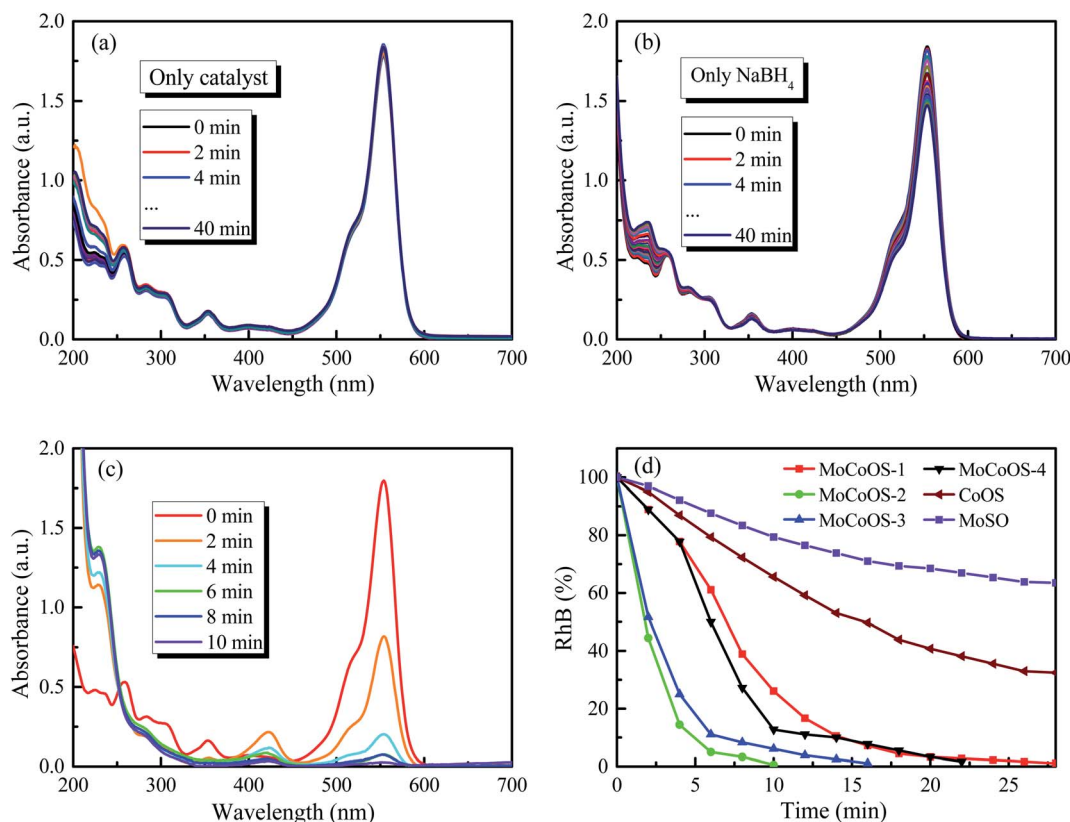 (a)
Only catalyst
0 min
2 min
4 min
...
40 min
Absorbance (a.u.)
2.0
1.5
1.0
0.5
0.0
200 300 400 500 600 700
Wavelength (nm)
(b)
Only NaBH4
0 min
2 min
4 min
...
40 min
Absorbance (a.u.)
2.0
1.5
1.0
0.5
0.0
200 300 400 500 600 700
Wavelength (nm)
(c)
0 min
2 min
4 min
6 min
8 min
10 min
Absorbance (a.u.)
2.0
1.5
1.0
0.5
0.0
200 300 400 500 600 700
Wavelength (nm)
(d)
MoCoOS-1 MoCoOS-4
MoCoOS-2 CoOS
MoCoOS-3 MoSO
RhB (%)
100
80
60
40
20
0
0 5 10 15 20 25
Time (min)